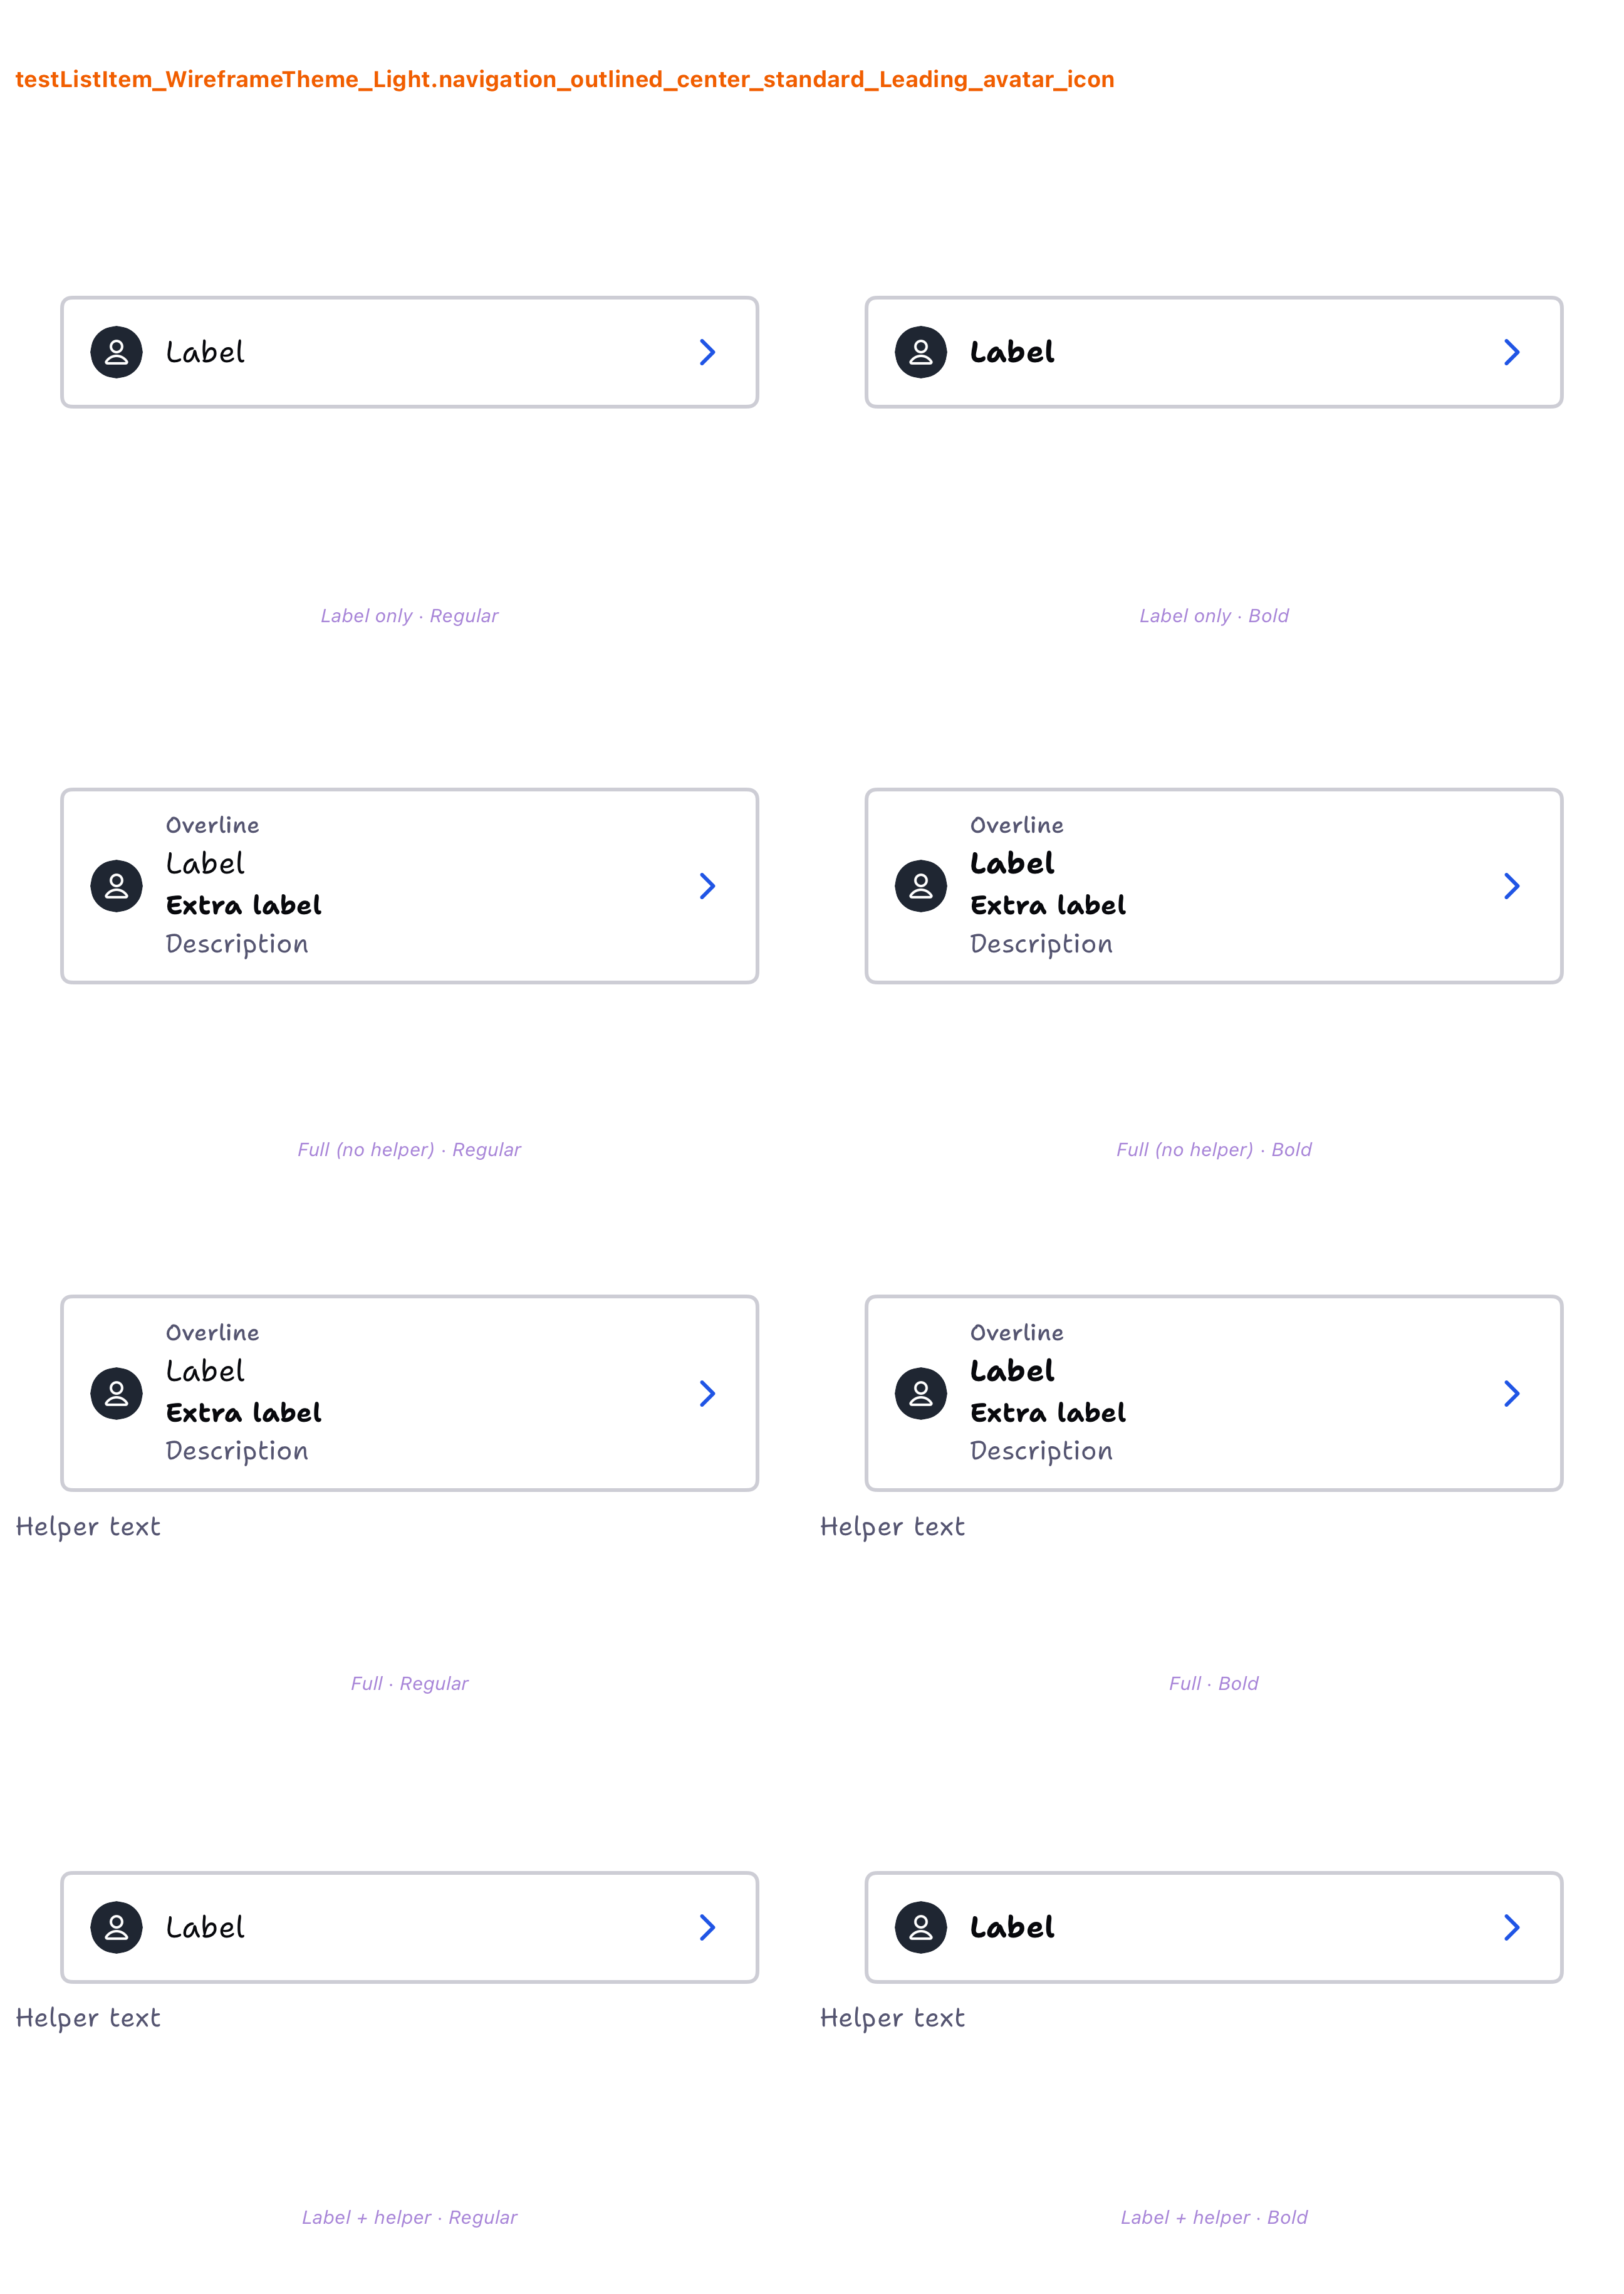 testListItem_WireframeTheme_Light.navigation_outlined_center_standard_Leading_avatar_icon
Label
Label
Label only · Regular
Label only · Bold
Overline
Label
Extra label
Description
Overline
Label
Extra label
Description
Full (no helper) · Regular
Full (no helper) · Bold
Overline
Label
Extra label
Description
Helper text
Overline
Label
Extra label
Description
Helper text
Full · Regular
Full · Bold
Label
Helper text
Label
Helper text
Label + helper · Regular
Label + helper · Bold